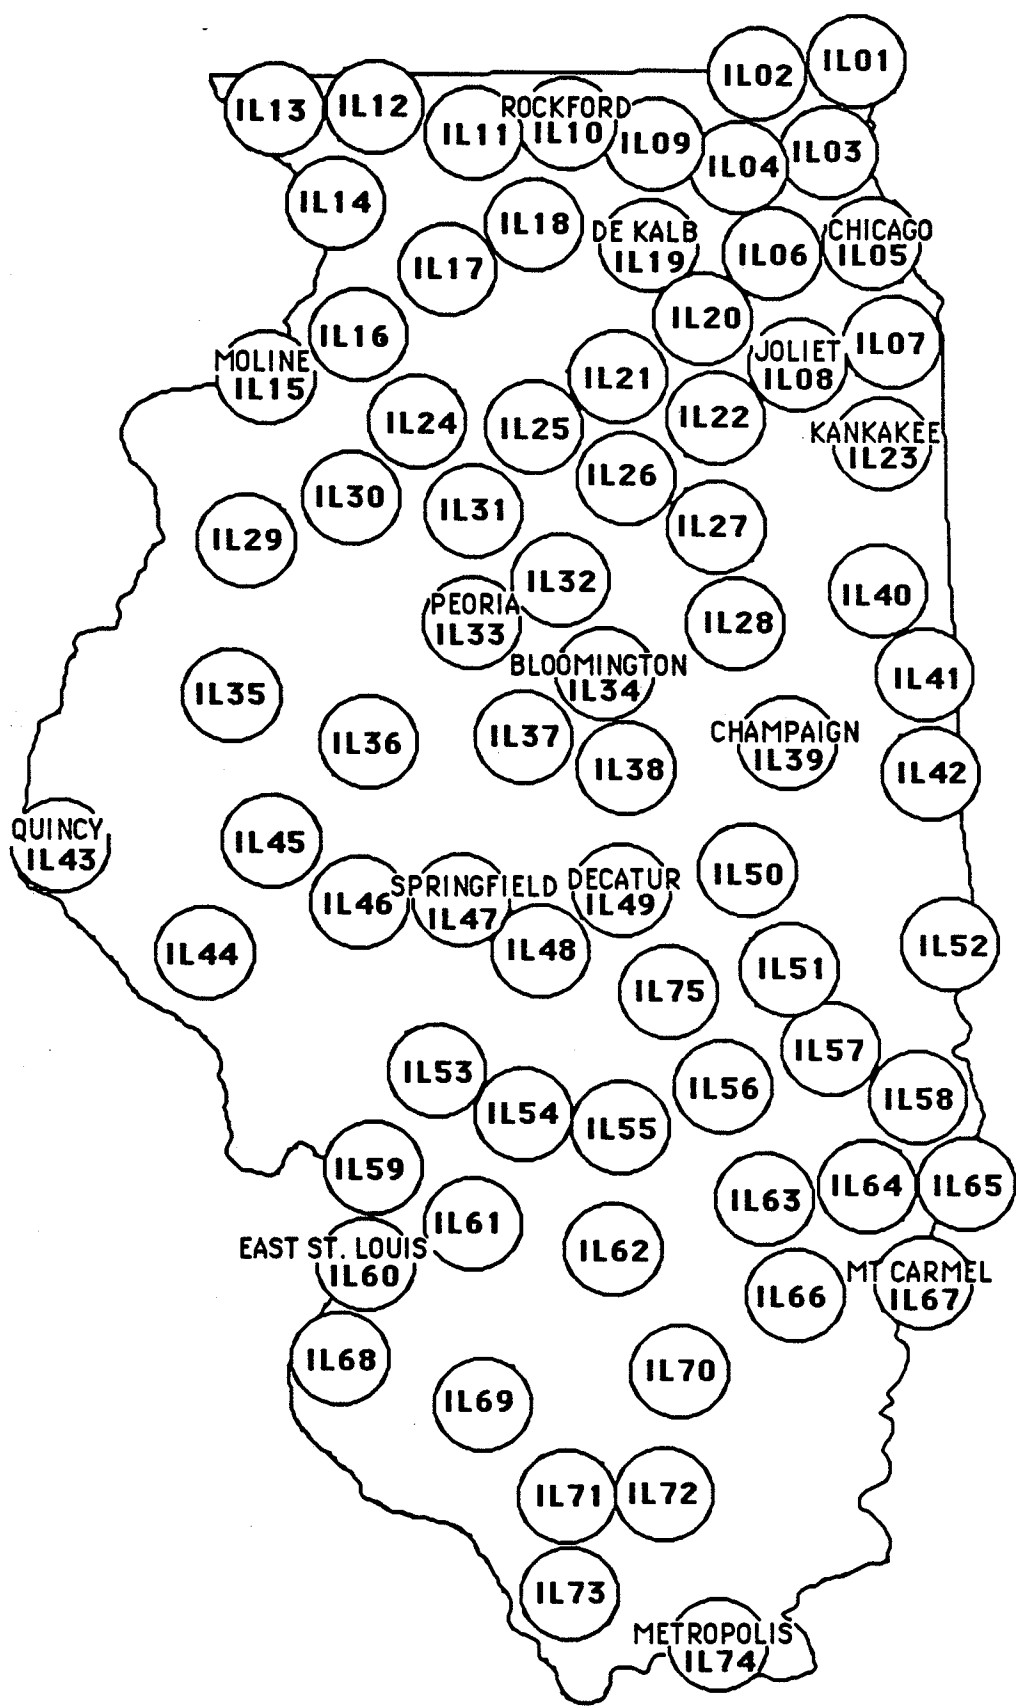 IL01
IL02
IL13
IL12
ROCKFORD
IL11
IL10
IL09
IL04
IL03
IL14
IL18
DE KALB
IL19
IL06
CHICAGO
IL05
IL17
IL20
IL16
MOLINE
IL15
IL21
JOLIET
IL08
IL07
IL24
IL25
IL22
KANKAKEE
IL23
IL30
IL31
IL26
IL27
IL29
IL32
PEORIA
IL33
IL28
IL40
BLOOMINGTON
IL34
IL35
IL41
IL36
IL37
IL38
CHAMPAIGN
IL39
IL42
QUINCY
IL43
IL45
IL46
SPRINGFIELD
IL47
DECATUR
IL49
IL50
IL44
IL48
IL75
IL51
IL52
IL53
IL54
IL55
IL56
IL57
IL58
IL59
IL61
IL62
IL63
IL64
IL65
EAST ST. LOUIS
IL60
IL66
MT CARMEL
IL67
IL68
IL69
IL70
IL71
IL72
IL73
METROPOLIS
IL74